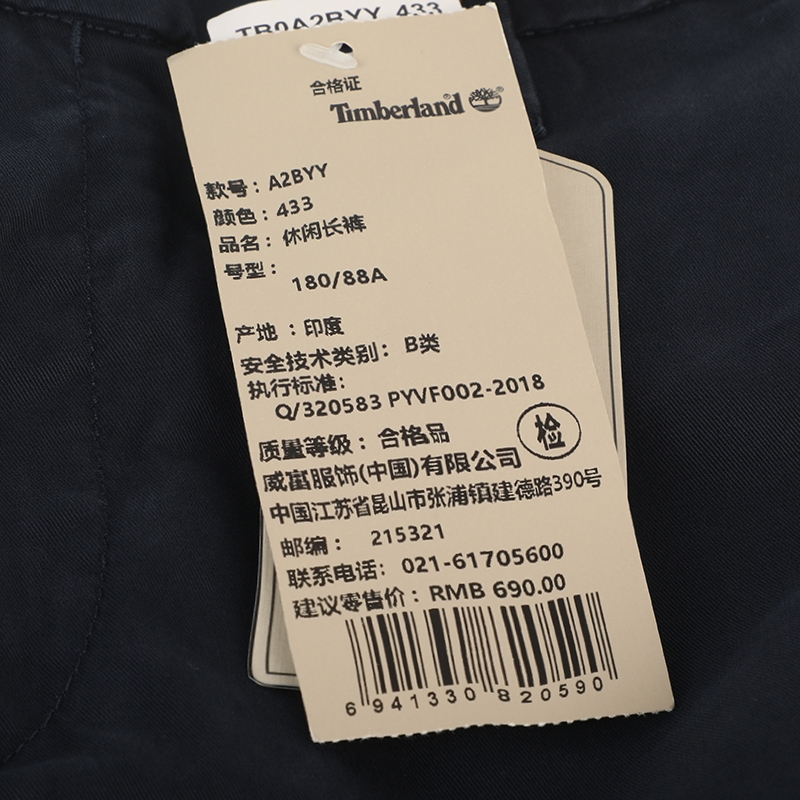 TB0A2BYY 433
合格证
Timberland
款号：A2BYY
颜色：433
品名：休闲长裤
号型：
180/88A
产地：印度
安全技术类别：B类
执行标准：
Q/320583 PYVF002-2018
质量等级：合格品
检
威富服饰(中国)有限公司
中国江苏省昆山市张浦镇建德路390号
邮编：215321
联系电话：021-61705600
建议零售价：RMB 690.00
6 941330 820590